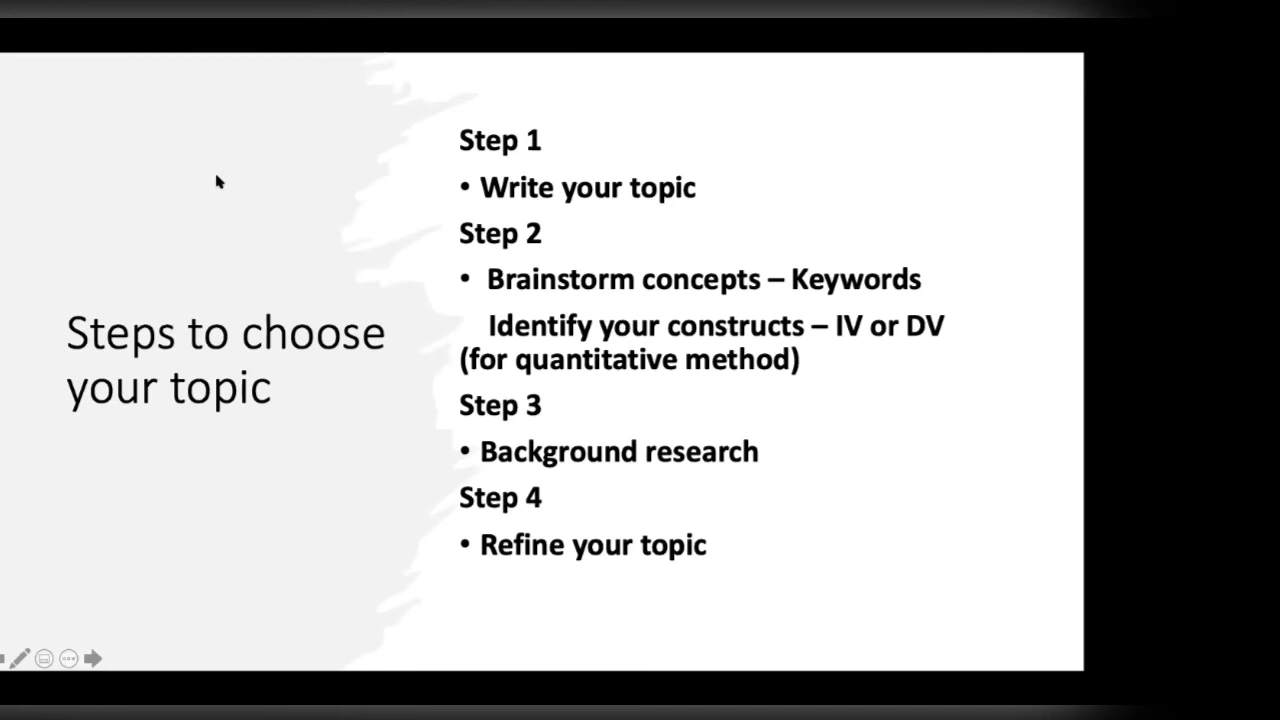 Steps to choose
your topic
Step 1
• Write your topic
Step 2
• Brainstorm concepts – Keywords
Identify your constructs – IV or DV
(for quantitative method)
Step 3
• Background research
Step 4
• Refine your topic